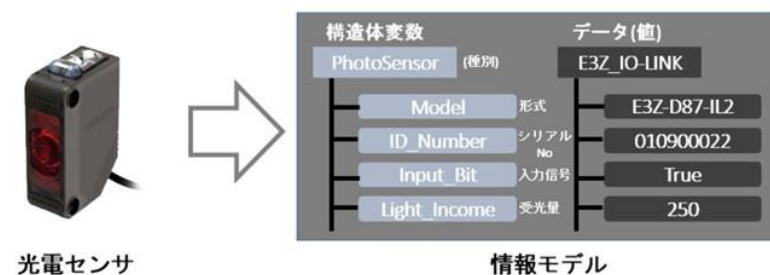 構造体変数 データ(値)
PhotoSensor (種別) E3Z_IO-LINK
Model 形式 E3Z-D87-IL2
ID_Number シリアル No 010900022
Input_Bit 入力信号 True
Light_Income 受光量 250
光電センサ 情報モデル